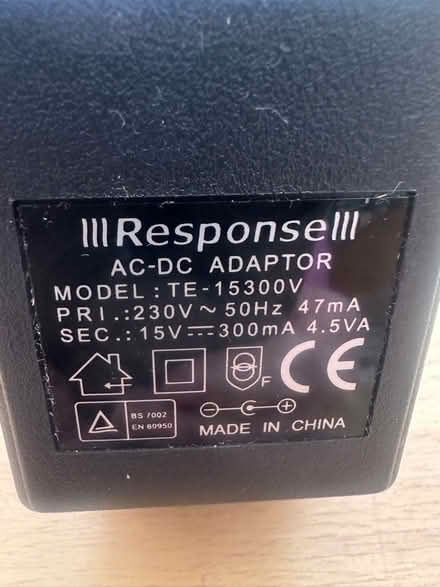 Response
AC-DC ADAPTOR
MODEL : TE-15300V
PRI.:230V ~ 50Hz 47mA
SEC.:15V⎓300mA 4.5VA
F CE
BS 7002
EN 60950
MADE IN CHINA